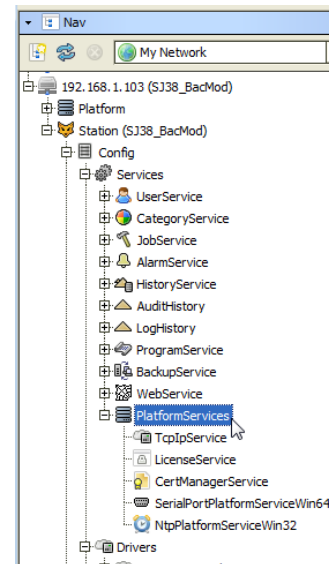 Nav
My Network
192.168.1.103 (SJ38_BacMod)
Platform
Station (SJ38_BacMod)
Config
Services
UserService
CategoryService
JobService
AlarmService
HistoryService
AuditHistory
LogHistory
ProgramService
BackupService
WebService
PlatformServices
TcpIpService
LicenseService
CertManagerService
SerialPortPlatformServiceWin64
NtpPlatformServiceWin32
Drivers